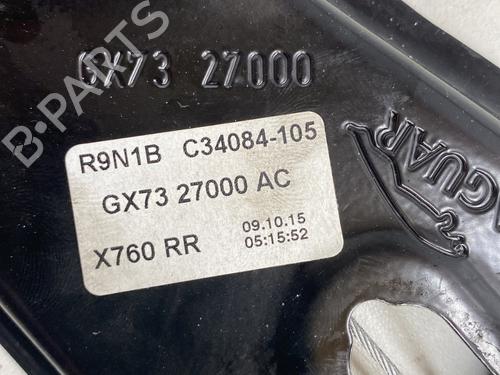 GX73 27000
B-PARTS
R9N1B C34084-105
GX73 27000 AC
X760 RR 09.10.15
05:15:52
JAGUAR